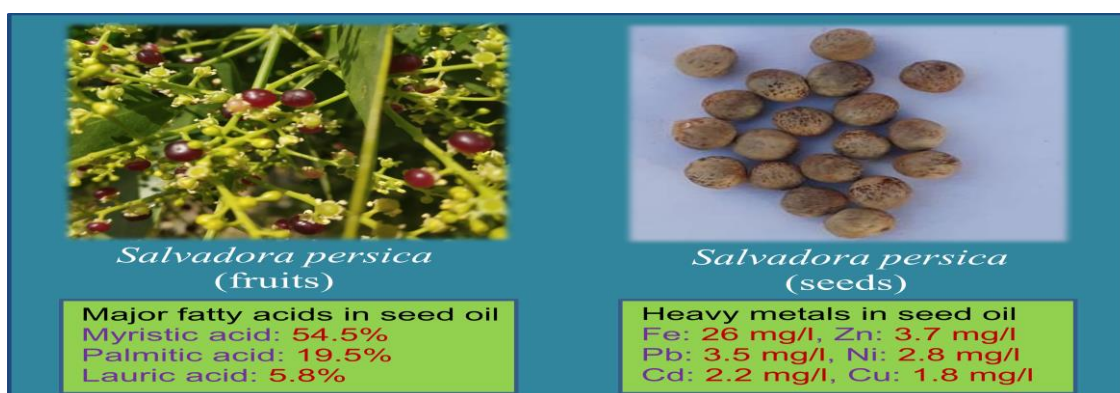 Salvadora persica
(fruits)
Major fatty acids in seed oil
Myristic acid: 54.5%
Palmitic acid: 19.5%
Lauric acid: 5.8%
Salvadora persica
(seeds)
Heavy metals in seed oil
Fe: 26 mg/l, Zn: 3.7 mg/l
Pb: 3.5 mg/l, Ni: 2.8 mg/l
Cd: 2.2 mg/l, Cu: 1.8 mg/l